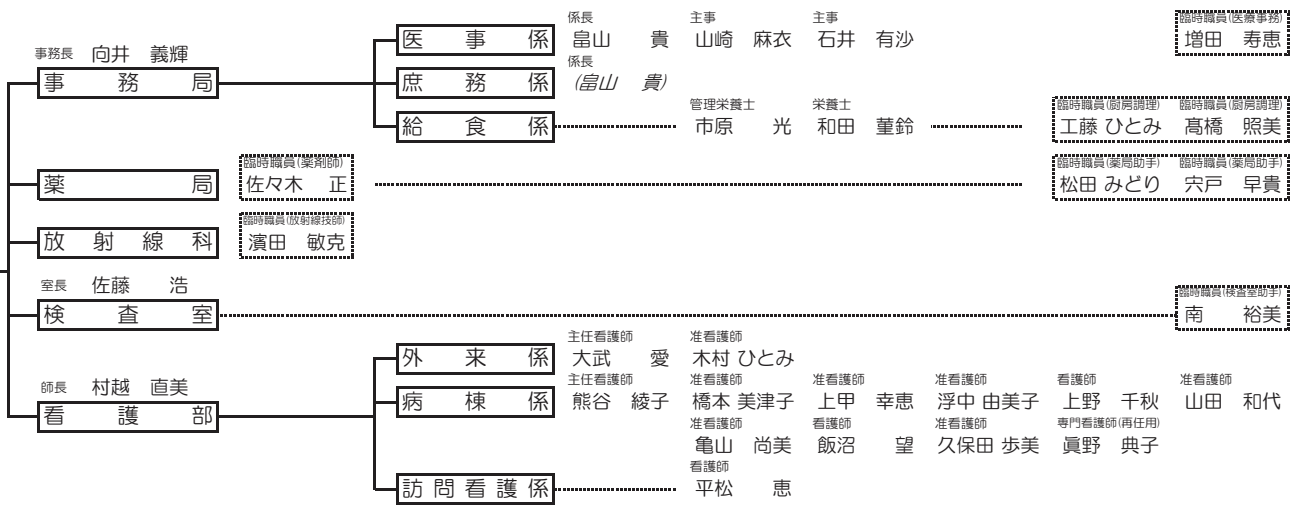 係長 主事 主事 臨時職員(医療事務)
医事係 畠山 貴 山崎 麻衣 石井 有沙 増田 寿恵
事務長 向井 義輝
係長
事務局 庶務係 (畠山 貴)
管理栄養士 栄養士 臨時職員(厨房調理) 臨時職員(厨房調理)
給食係 市原 光 和田 菫鈴 工藤 ひとみ 髙橋 照美
臨時職員(薬剤師) 臨時職員(薬局助手) 臨時職員(薬局助手)
薬局 佐々木 正 松田 みどり 宍戸 早貴
臨時職員(放射線技師)
放射線科 濱田 敏克
室長 佐藤 浩 臨時職員(検査室助手)
検査室 南 裕美
主任看護師 准看護師
外来係 大武 愛 木村 ひとみ
師長 村越 直美
主任看護師 准看護師 准看護師 准看護師 看護師 准看護師
看護部 病棟係 熊谷 綾子 橋本 美津子 上甲 幸恵 浮中 由美子 上野 千秋 山田 和代
准看護師 看護師 准看護師 専門看護師(再任用)
亀山 尚美 飯沼 望 久保田 歩美 眞野 典子
看護師
訪問看護係 平松 恵